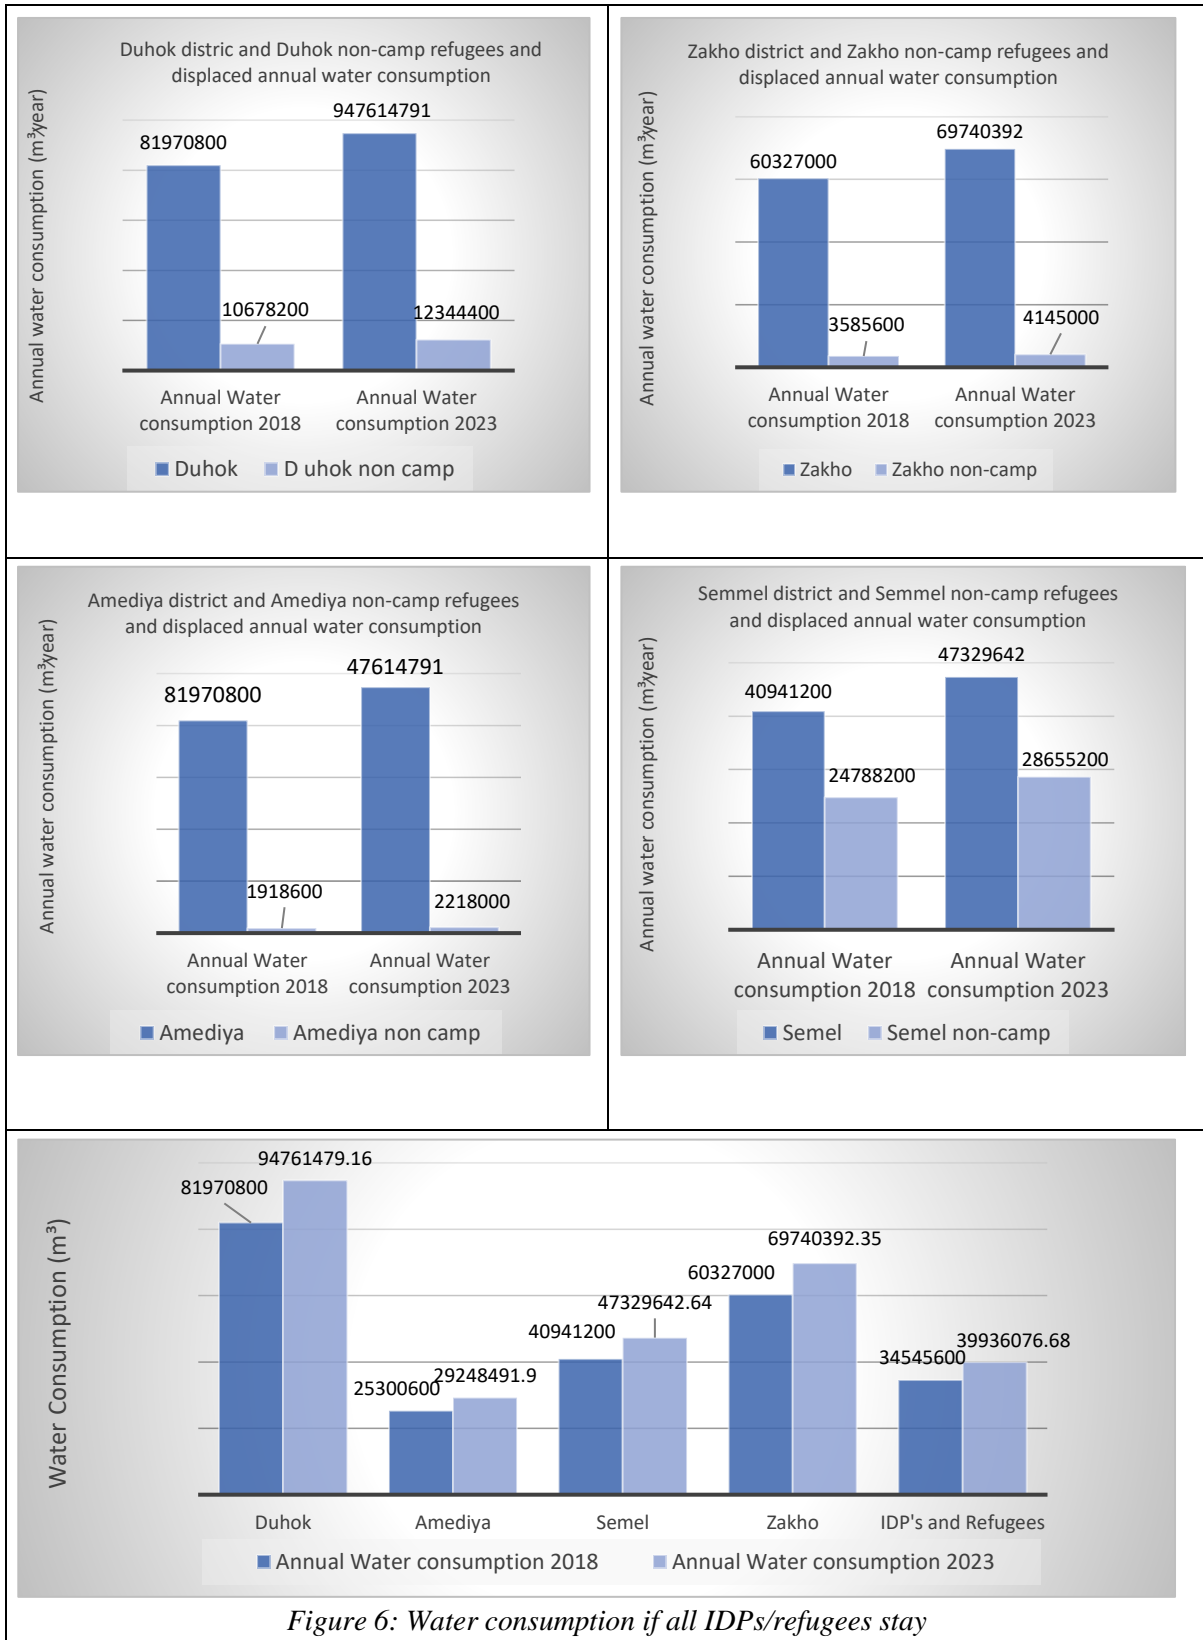 Duhok distric and Duhok non-camp refugees and
displaced annual water consumption
Annual water consumption (m³/year)
947614791
81970800
10678200
12344400
Annual Water
consumption 2018
Annual Water
consumption 2023
Duhok
D uhok non camp
Zakho district and Zakho non-camp refugees and
displaced annual water consumption
Annual water consumption (m³/year)
69740392
60327000
3585600
4145000
Annual Water
consumption 2018
Annual Water
consumption 2023
Zakho
Zakho non-camp
Amediya district and Amediya non-camp refugees
and displaced annual water consumption
Annual water consumption (m³/year)
47614791
81970800
1918600
2218000
Annual Water
consumption 2018
Annual Water
consumption 2023
Amediya
Amediya non camp
Semmel district and Semmel non-camp refugees
and displaced annual water consumption
Annual water consumption (m³/year)
47329642
40941200
24788200
28655200
Annual Water
consumption 2018
Annual Water
consumption 2023
Semel
Semel non-camp
Water Consumption (m³)
94761479.16
81970800
25300600
29248491.9
40941200
47329642.64
60327000
69740392.35
34545600
39936076.68
Duhok
Amediya
Semel
Zakho
IDP's and Refugees
Annual Water consumption 2018
Annual Water consumption 2023
Figure 6: Water consumption if all IDPs/refugees stay